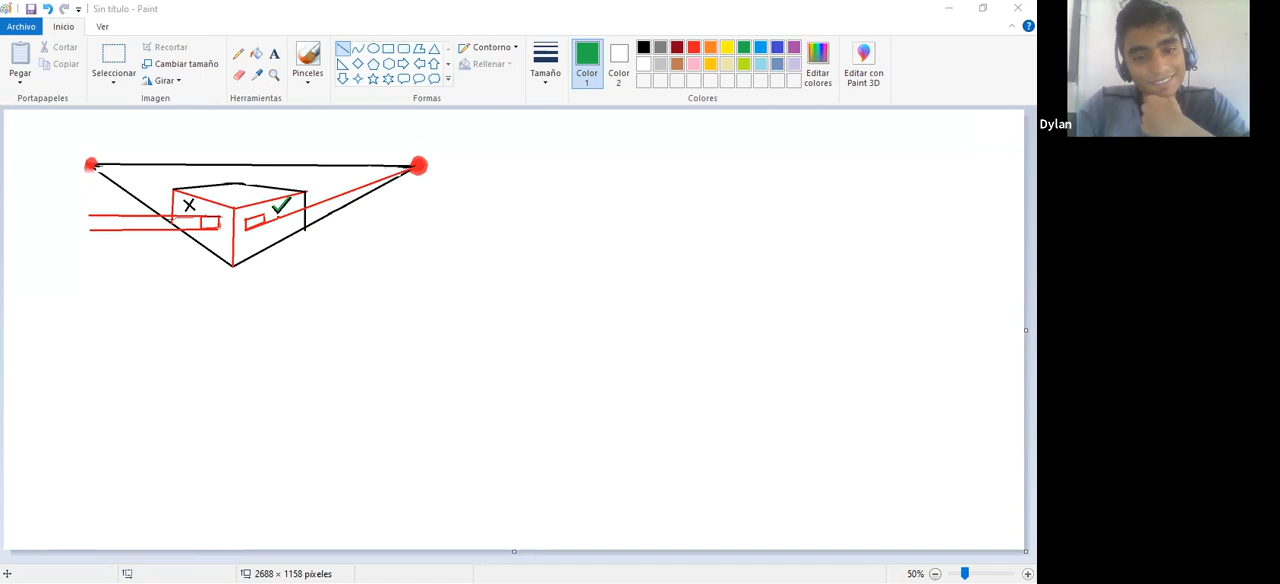 Sin título - Paint
Archivo Inicio Ver
Pegar
Cortar
Copiar
Portapapeles
Seleccionar
Recortar
Cambiar tamaño
Girar
Imagen
A
Herramientas
Pinceles
Contorno
Rellenar
Formas
Tamaño
Color 1
Color 2
Editar colores
Colores
Editar con Paint 3D
Dylan
X
2688 × 1158 píxeles
50%